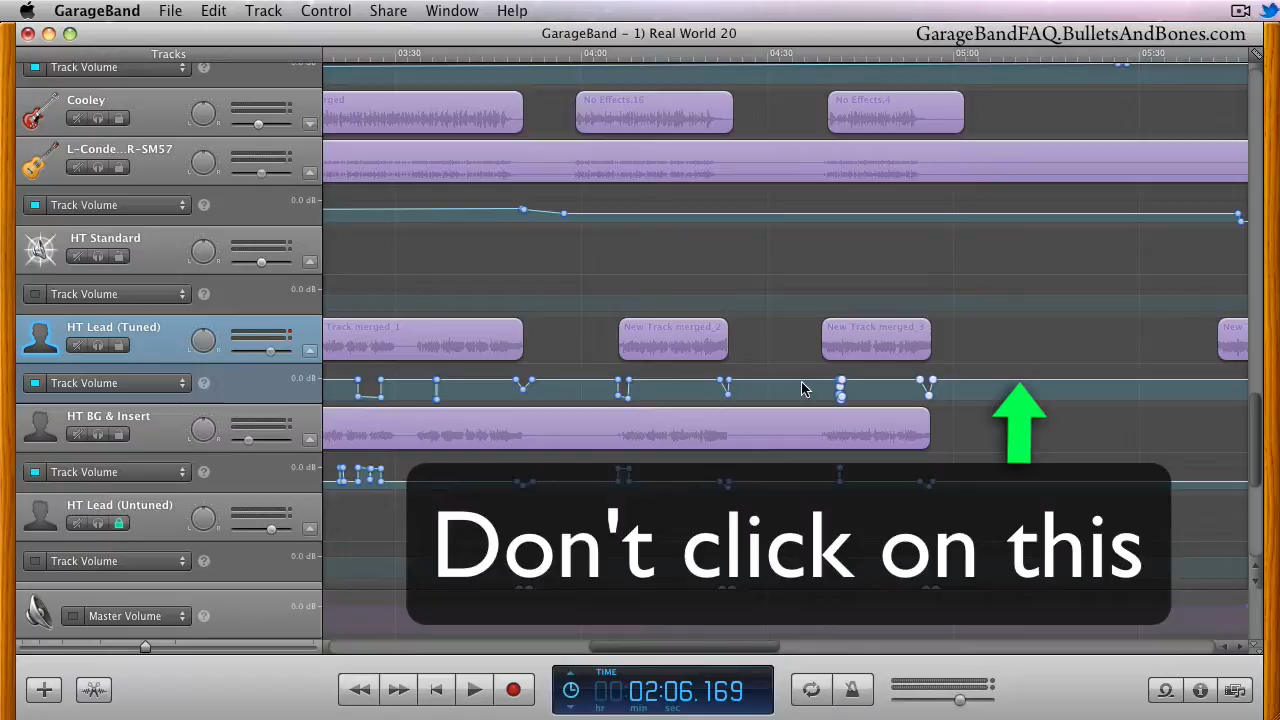 GarageBand File Edit Track Control Share Window Help
GarageBand - 1) Real World 20
GarageBandFAQ.BulletsAndBones.com
Tracks
03:30 04:00 04:30 05:00 05:30
Track Volume ?
Cooley
No Effects.16 No Effects.4
L R
L-Conde...R-SM57
L R
Track Volume ? 0.0 dB
HT Standard
L R
Track Volume ? 0.0 dB
HT Lead (Tuned)
Track merged_1 New Track merged_2 New Track merged_3 New
L R
Track Volume ? 0.0 dB
HT BG & Insert
L R
Track Volume ? 0.0 dB
HT Lead (Untuned)
L R
Track Volume ? 0.0 dB
Master Volume ? 0.0 dB
Don't click on this
TIME
02:06.169
hr min sec